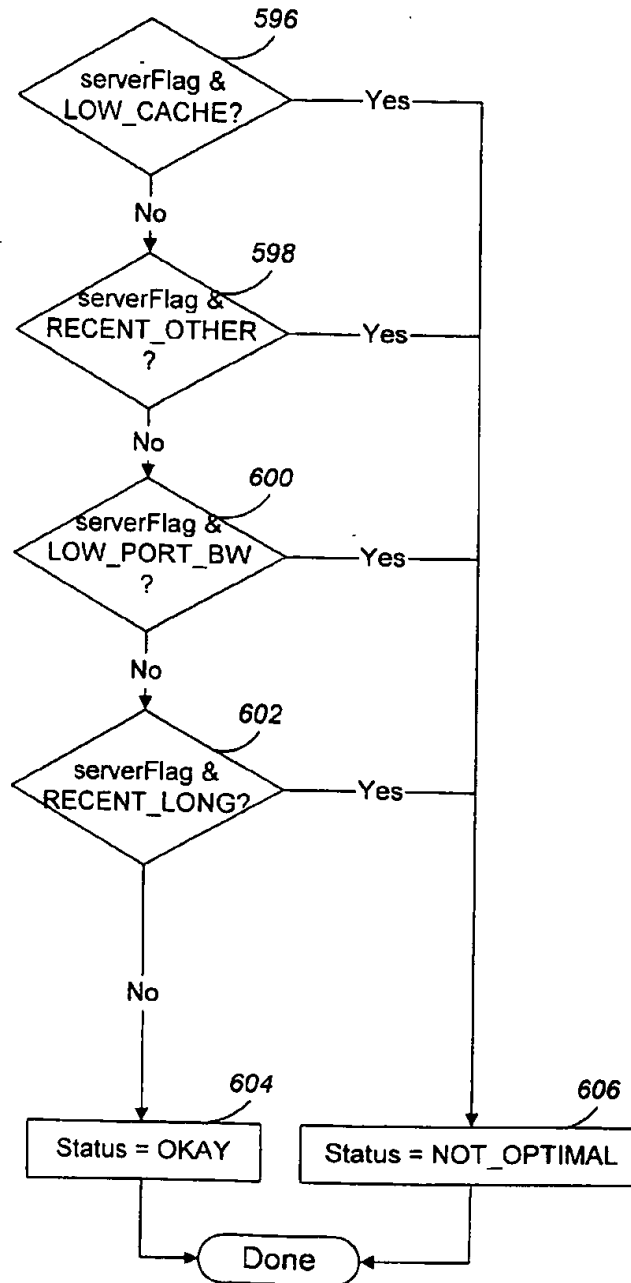 596
serverFlag &
LOW_CACHE?
Yes
No
598
serverFlag &
RECENT_OTHER
?
Yes
No
600
serverFlag &
LOW_PORT_BW
?
Yes
No
602
serverFlag &
RECENT_LONG?
Yes
No
604
Status = OKAY
606
Status = NOT_OPTIMAL
Done